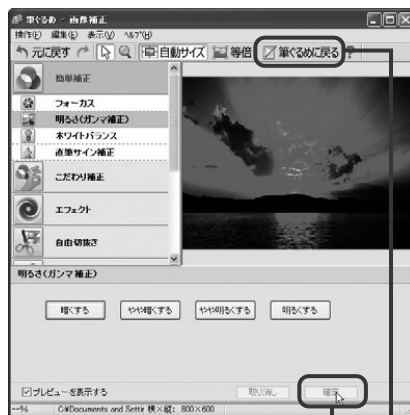 筆ぐるめ - 画像補正
操作(O) 編集(E) 表示(V) ヘルプ(H)
元に戻す 自動サイズ 等倍 筆ぐるめに戻る ?
簡単補正
フォーカス
明るさ(ガンマ補正)
ホワイトバランス
直筆サイン補正
こだわり補正
エフェクト
自由切抜き
明るさ(ガンマ補正)
暗くする やや暗くする やや明るくする 明るくする
プレビューを表示する 取り消し 確定
--% C:¥Documents and Settir 横×縦: 800×600